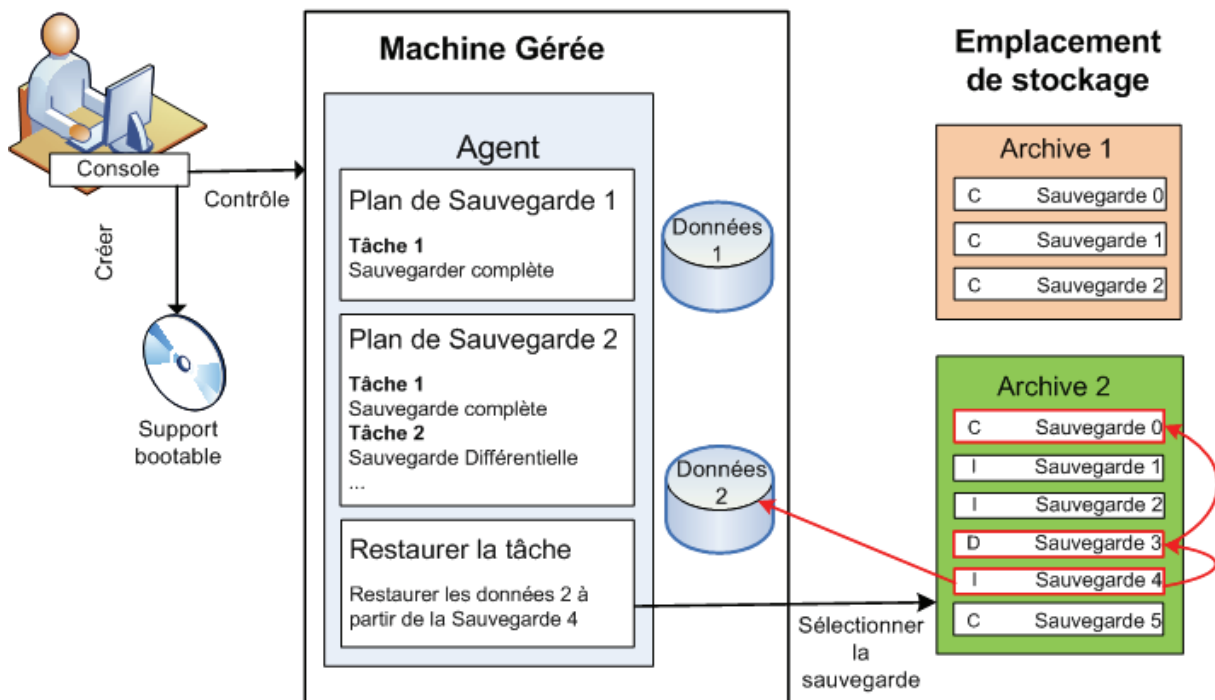 Console
Contrôle
Créer
Support
bootable
Machine Gérée
Agent
Plan de Sauvegarde 1
Tâche 1
Sauvegarder complète
Plan de Sauvegarde 2
Tâche 1
Sauvegarde complète
Tâche 2
Sauvegarde Différentielle
...
Restaurer la tâche
Restaurer les données 2 à
partir de la Sauvegarde 4
Données
1
Données
2
Sélectionner
la
sauvegarde
Emplacement
de stockage
Archive 1
C Sauvegarde 0
C Sauvegarde 1
C Sauvegarde 2
Archive 2
C Sauvegarde 0
I Sauvegarde 1
I Sauvegarde 2
D Sauvegarde 3
I Sauvegarde 4
C Sauvegarde 5